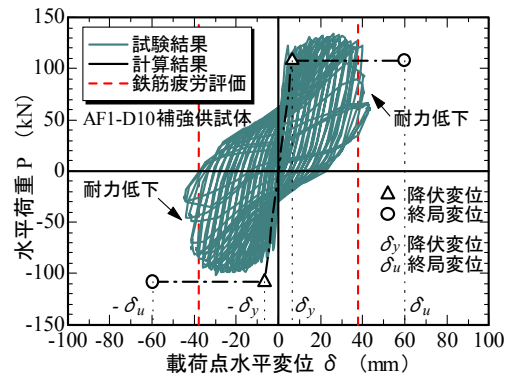 試験結果
計算結果
鉄筋疲労評価
AF1-D10補強供試体
耐力低下
耐力低下
降伏変位
終局変位
δy 降伏変位
δu 終局変位
-δu
-δy
δy
δu
150
100
50
0
-50
-100
-150
水平荷重 P (kN)
-100 -80 -60 -40 -20 0 20 40 60 80 100
載荷点水平変位 δ (mm)